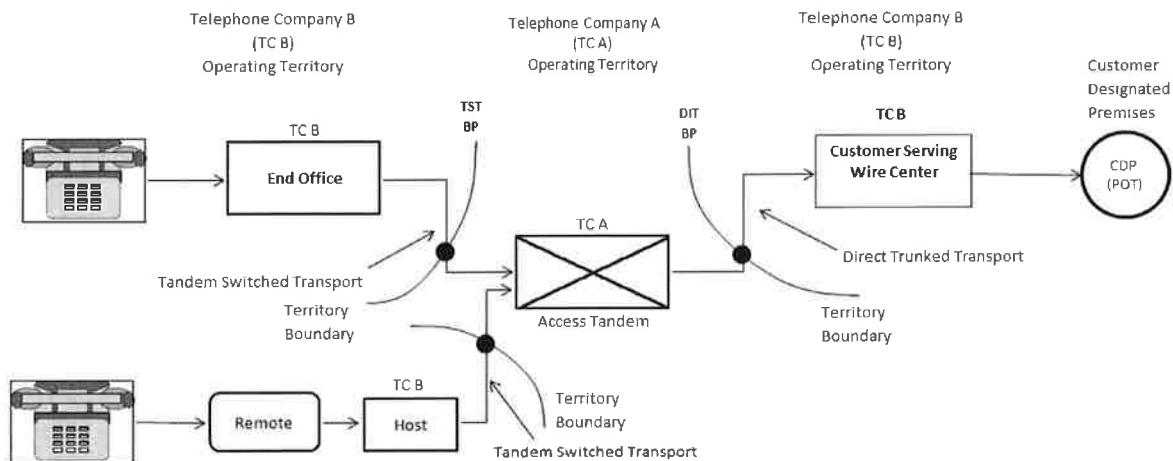 Telephone Company B
(TC B)
Operating Territory
Telephone Company A
(TC A)
Operating Territory
Telephone Company B
(TC B)
Operating Territory
Customer
Designated
Premises
TST
BP
DIT
BP
TC B
End Office
TC B
Customer Serving
Wire Center
CDP
(POT)
TC A
Access Tandem
Tandem Switched Transport
Territory
Boundary
Direct Trunked Transport
Territory
Boundary
Remote
TC B
Host
Territory
Boundary
Tandem Switched Transport